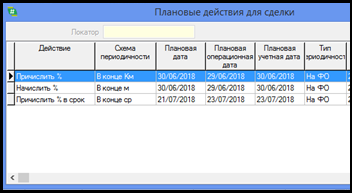 Плановые действия для сделки
Покатор
Действие Схема периодичности Плановая дата Плановая операционная дата Плановая учетная дата Тип
Причислить % В конце Км 30/06/2018 29/06/2018 30/06/2018 На ФО
Начислить % В конце м 30/06/2018 29/06/2018 30/06/2018 На ФО
Причислить % в срок В конце ср 21/07/2018 23/07/2018 23/07/2018 На ФО